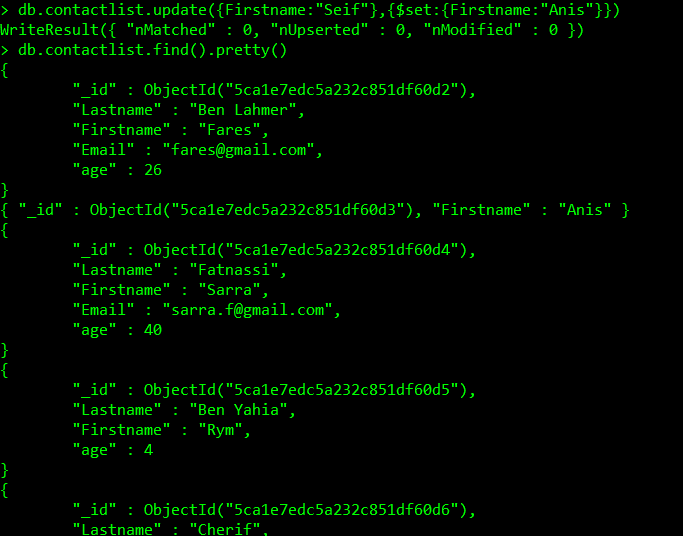 > db.contactlist.update({Firstname:"Seif"},{$set:{Firstname:"Anis"}})
WriteResult({ "nMatched" : 0, "nUpserted" : 0, "nModified" : 0 })
> db.contactlist.find().pretty()
{
        "_id" : ObjectId("5ca1e7edc5a232c851df60d2"),
        "Lastname" : "Ben Lahmer",
        "Firstname" : "Fares",
        "Email" : "fares@gmail.com",
        "age" : 26
}
{ "_id" : ObjectId("5ca1e7edc5a232c851df60d3"), "Firstname" : "Anis" }
{
        "_id" : ObjectId("5ca1e7edc5a232c851df60d4"),
        "Lastname" : "Fatnassi",
        "Firstname" : "Sarra",
        "Email" : "sarra.f@gmail.com",
        "age" : 40
}
{
        "_id" : ObjectId("5ca1e7edc5a232c851df60d5"),
        "Lastname" : "Ben Yahia",
        "Firstname" : "Rym",
        "age" : 4
}
{
        "_id" : ObjectId("5ca1e7edc5a232c851df60d6"),
        "Lastname" : "Cherif",